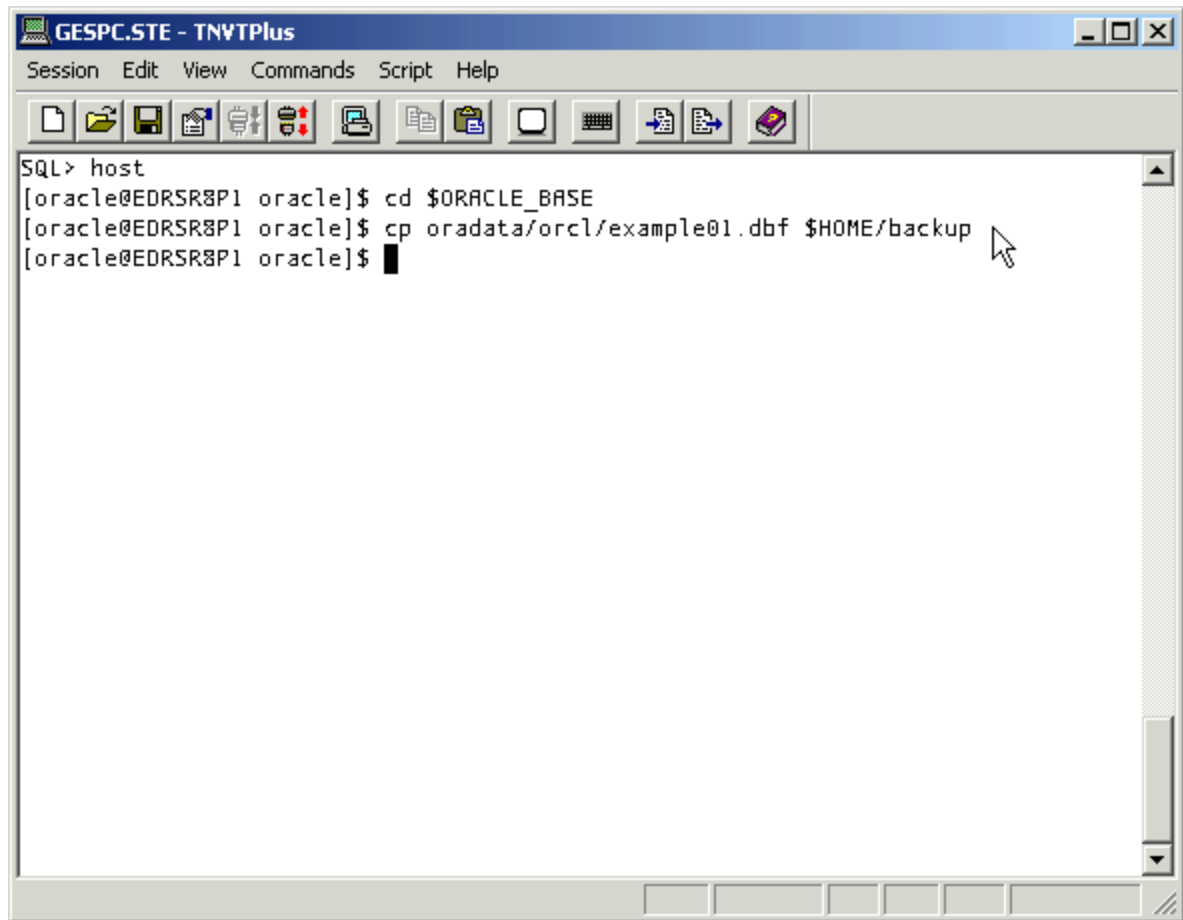 GESPC.STE - TNVTPlus
Session Edit View Commands Script Help
SQL> host
[oracle@EDRSR8P1 oracle]$ cd $ORACLE_BASE
[oracle@EDRSR8P1 oracle]$ cp oradata/orcl/example01.dbf $HOME/backup
[oracle@EDRSR8P1 oracle]$